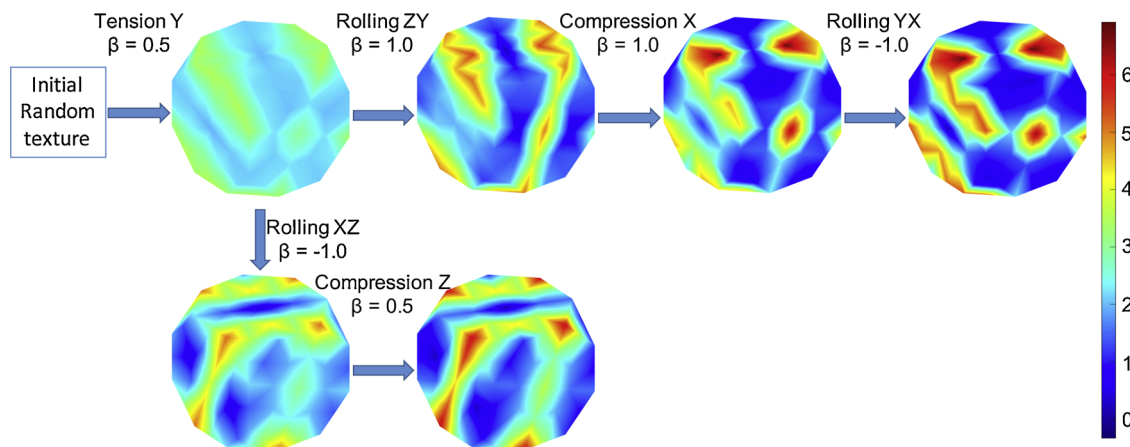 Tension Y
β = 0.5
Rolling ZY
β = 1.0
Compression X
β = 1.0
Rolling YX
β = -1.0
Initial
Random
texture
Rolling XZ
β = -1.0
Compression Z
β = 0.5
6
5
4
3
2
1
0